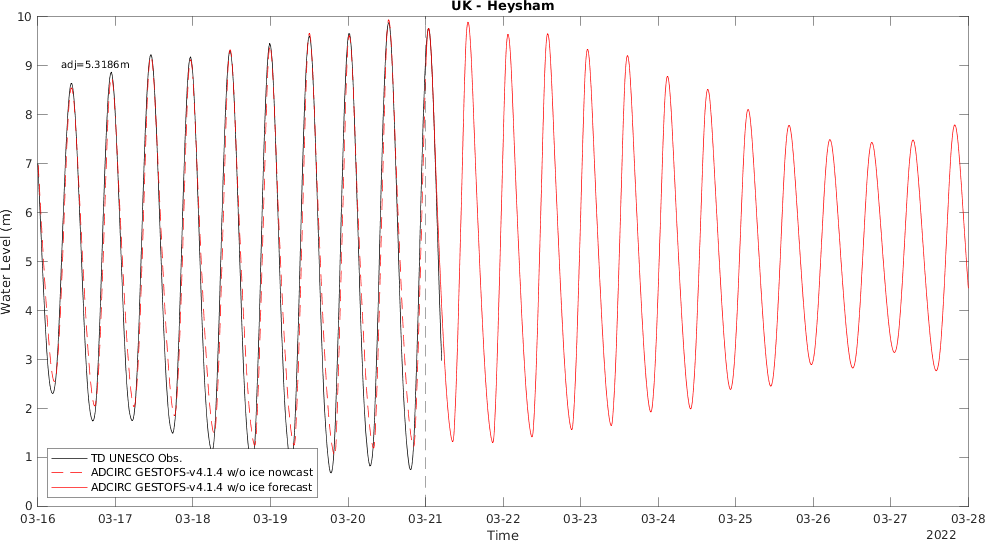 UK - Heysham
adj=5.3186m
10
9
8
7
6
5
4
3
2
1
0
Water Level (m)
TD UNESCO Obs.
ADCIRC GESTOFS-v4.1.4 w/o ice nowcast
ADCIRC GESTOFS-v4.1.4 w/o ice forecast
03-16 03-17 03-18 03-19 03-20 03-21 03-22 03-23 03-24 03-25 03-26 03-27 03-28
Time
2022